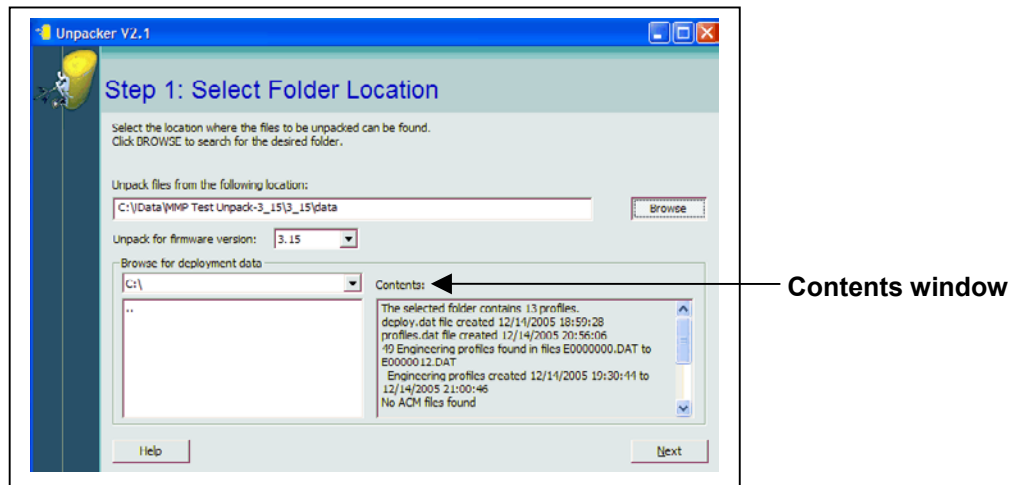 Unpacker V2.1
Step 1: Select Folder Location
Select the location where the files to be unpacked can be found.
Click BROWSE to search for the desired folder.
Unpack files from the following location:
C:\IData\MMP Test Unpack-3_15\3_15\data
Browse
Unpack for firmware version:
3.15
Browse for deployment data
C:\
..
Contents:
Contents window
The selected folder contains 13 profiles.
deploy.dat file created 12/14/2005 18:59:28
profiles.dat file created 12/14/2005 20:56:06
49 Engineering profiles found in files E0000000.DAT to
E0000012.DAT
Engineering profiles created 12/14/2005 19:30:44 to
12/14/2005 21:00:46
No ACM files found
Help
Next